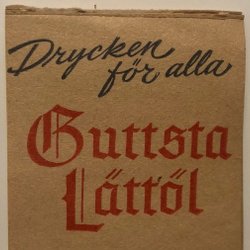 Drycken
för alla
Guttsta
Lättöl